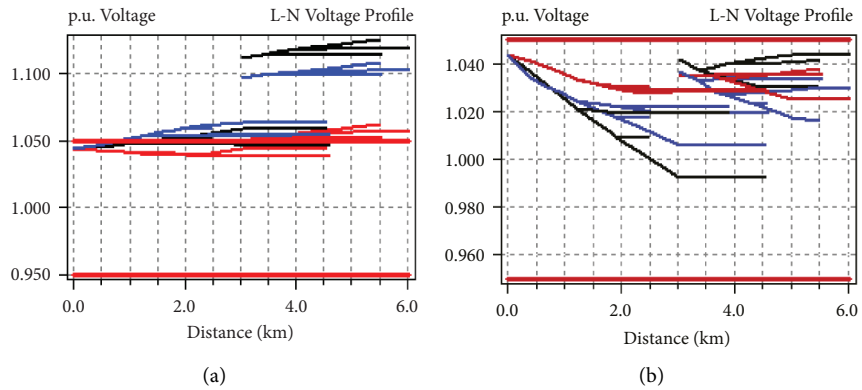 p.u. Voltage L-N Voltage Profile
1.100
1.050
1.000
0.950
0.0 2.0 4.0 6.0
Distance (km)
(a)
p.u. Voltage L-N Voltage Profile
1.040
1.020
1.000
0.980
0.960
0.0 2.0 4.0 6.0
Distance (km)
(b)